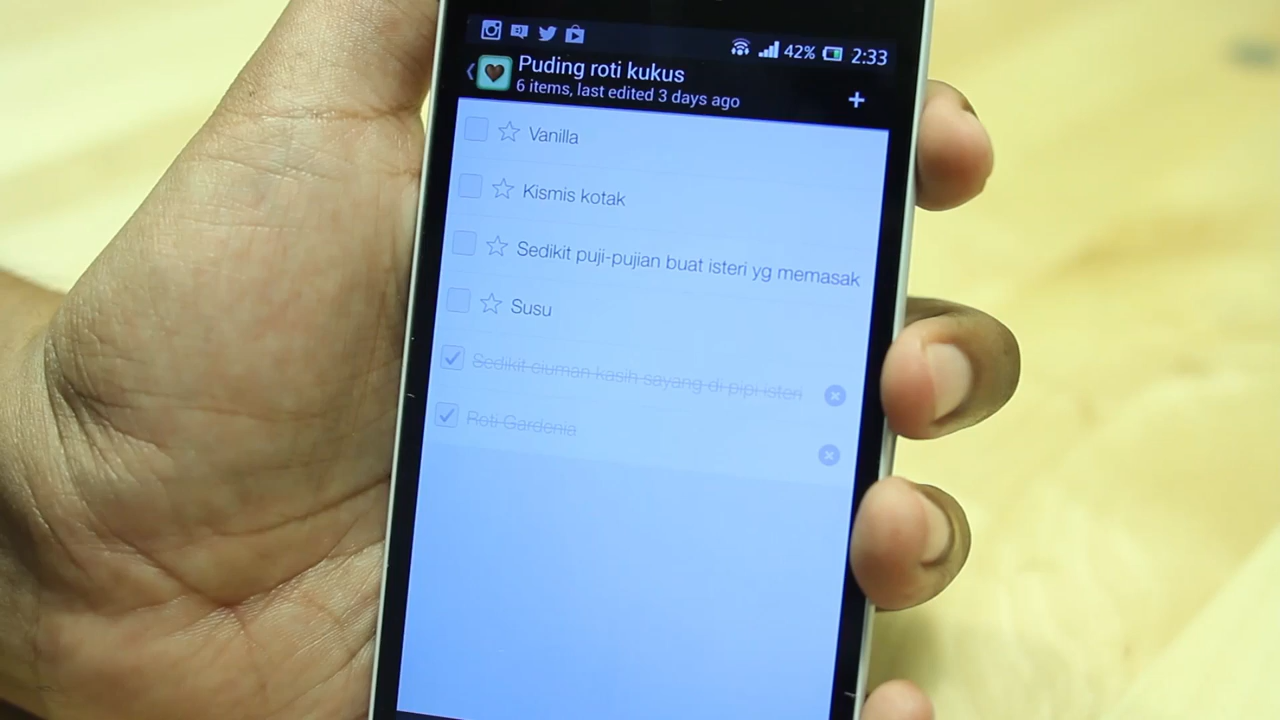 42% 2:33
Puding roti kukus
6 items, last edited 3 days ago
Vanilla
Kismis kotak
Sedikit puji-pujian buat isteri yg memasak
Susu
Sedikit ciuman kasih sayang di pipi isteri
Roti Gardenia